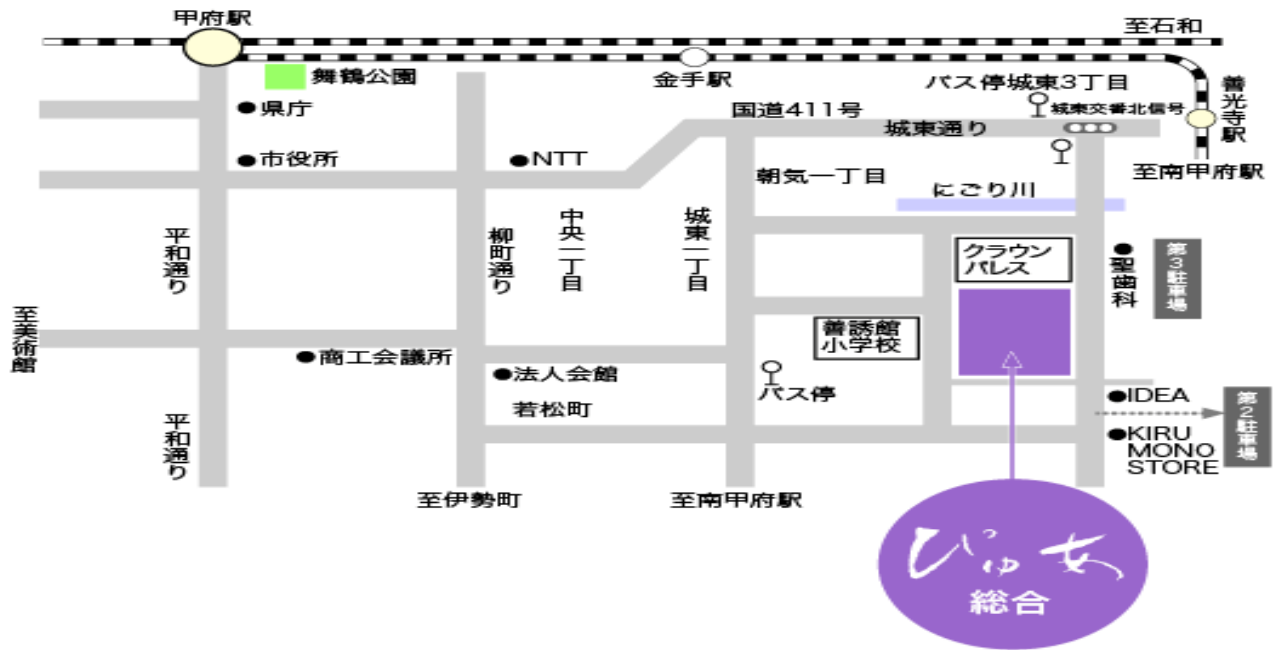 甲府駅
至石和
舞鶴公園
金手駅
バス停城東3丁目
善光寺駅
県庁
国道411号
城東交番北信号
城東通り
市役所
NTT
朝気一丁目
至南甲府駅
にごり川
平和通り
柳町通り
中央一丁目
城東一丁目
クラウン
パレス
聖歯科
第3駐車場
至美術館
善誘館
小学校
商工会議所
法人会館
バス停
若松町
IDEA
第2駐車場
平和通り
KIRU
MONO
STORE
至伊勢町
至南甲府駅
ぴゅあ
総合